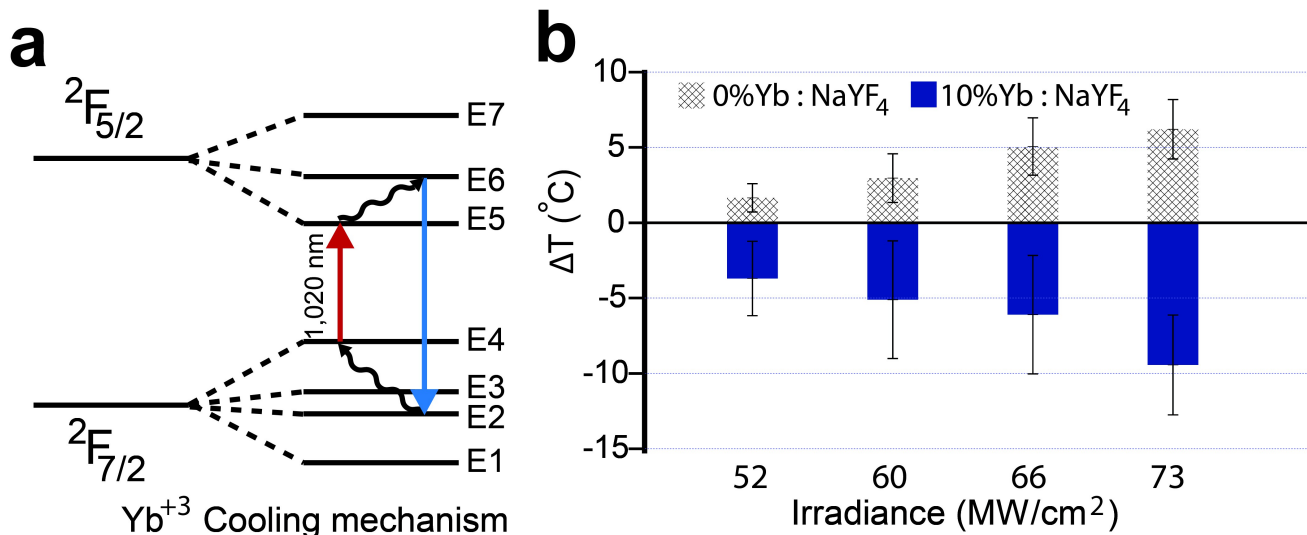 a
²F₅/₂
E7
E6
E5
1,020 nm
E4
E3
E2
E1
²F₇/₂
Yb⁺³ Cooling mechanism
b
0%Yb : NaYF₄
10%Yb : NaYF₄
ΔT (°C)
10
5
0
-5
-10
-15
52 60 66 73
Irradiance (MW/cm²)